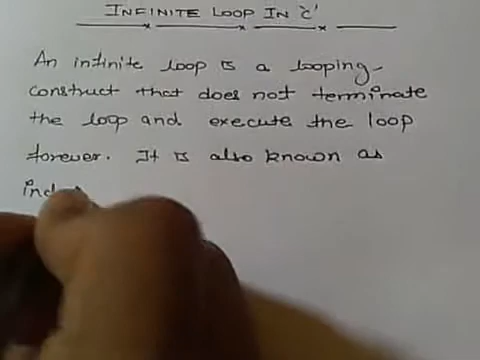 INFINITE LOOP IN 'C'
An infinite loop is a looping
construct that does not terminate
the loop and execute the loop
forever. It is also known as